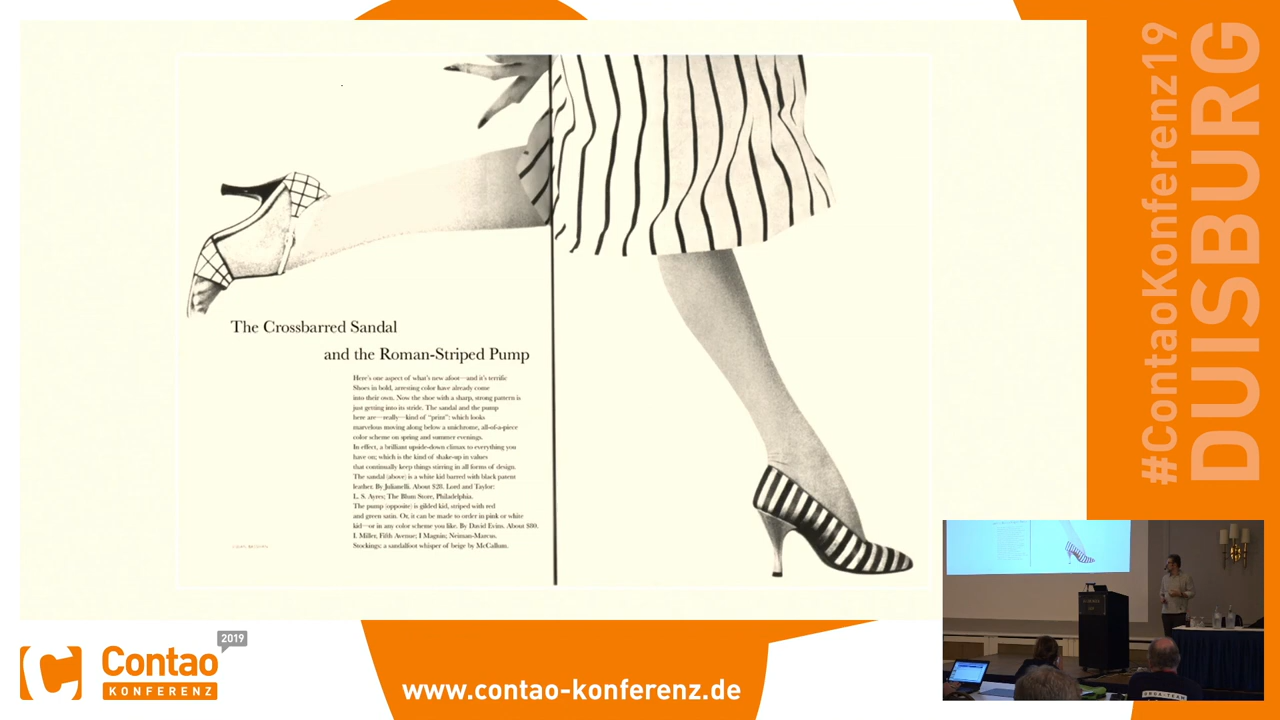 The Crossbarred Sandal
and the Roman-Striped Pump
Here's one aspect of what's new afoot—and it's terrific
Shoes in bold, arresting color have already come
into their own. Now the shoe with a sharp, strong pattern is
just getting into its stride. The sandal and the pump
here are—really—kind of "print": which looks
marvelous moving along below a unichrome, all-of-a-piece
color scheme on spring and summer evenings.
In effect, a brilliant upside-down climax to everything you
have on; which is the kind of shake-up in values
that continually keep things stirring in all forms of design.
The sandal (above) is a white kid barred with black patent
leather. By Julianelli. About $28. Lord and Taylor;
L. S. Ayres; The Blum Store, Philadelphia.
The pump (opposite) is gilded kid, striped with red
and green satin. Or, it can be made to order in pink or white
kid—or in any color scheme you like. By David Evins. About $80.
I. Miller, Fifth Avenue; I Magnin; Neiman-Marcus.
Stockings: a sandalfoot whisper of beige by McCallum.
#ContaoKonferenz19
DUISBURG
Contao
2019
KONFERENZ
www.contao-konferenz.de